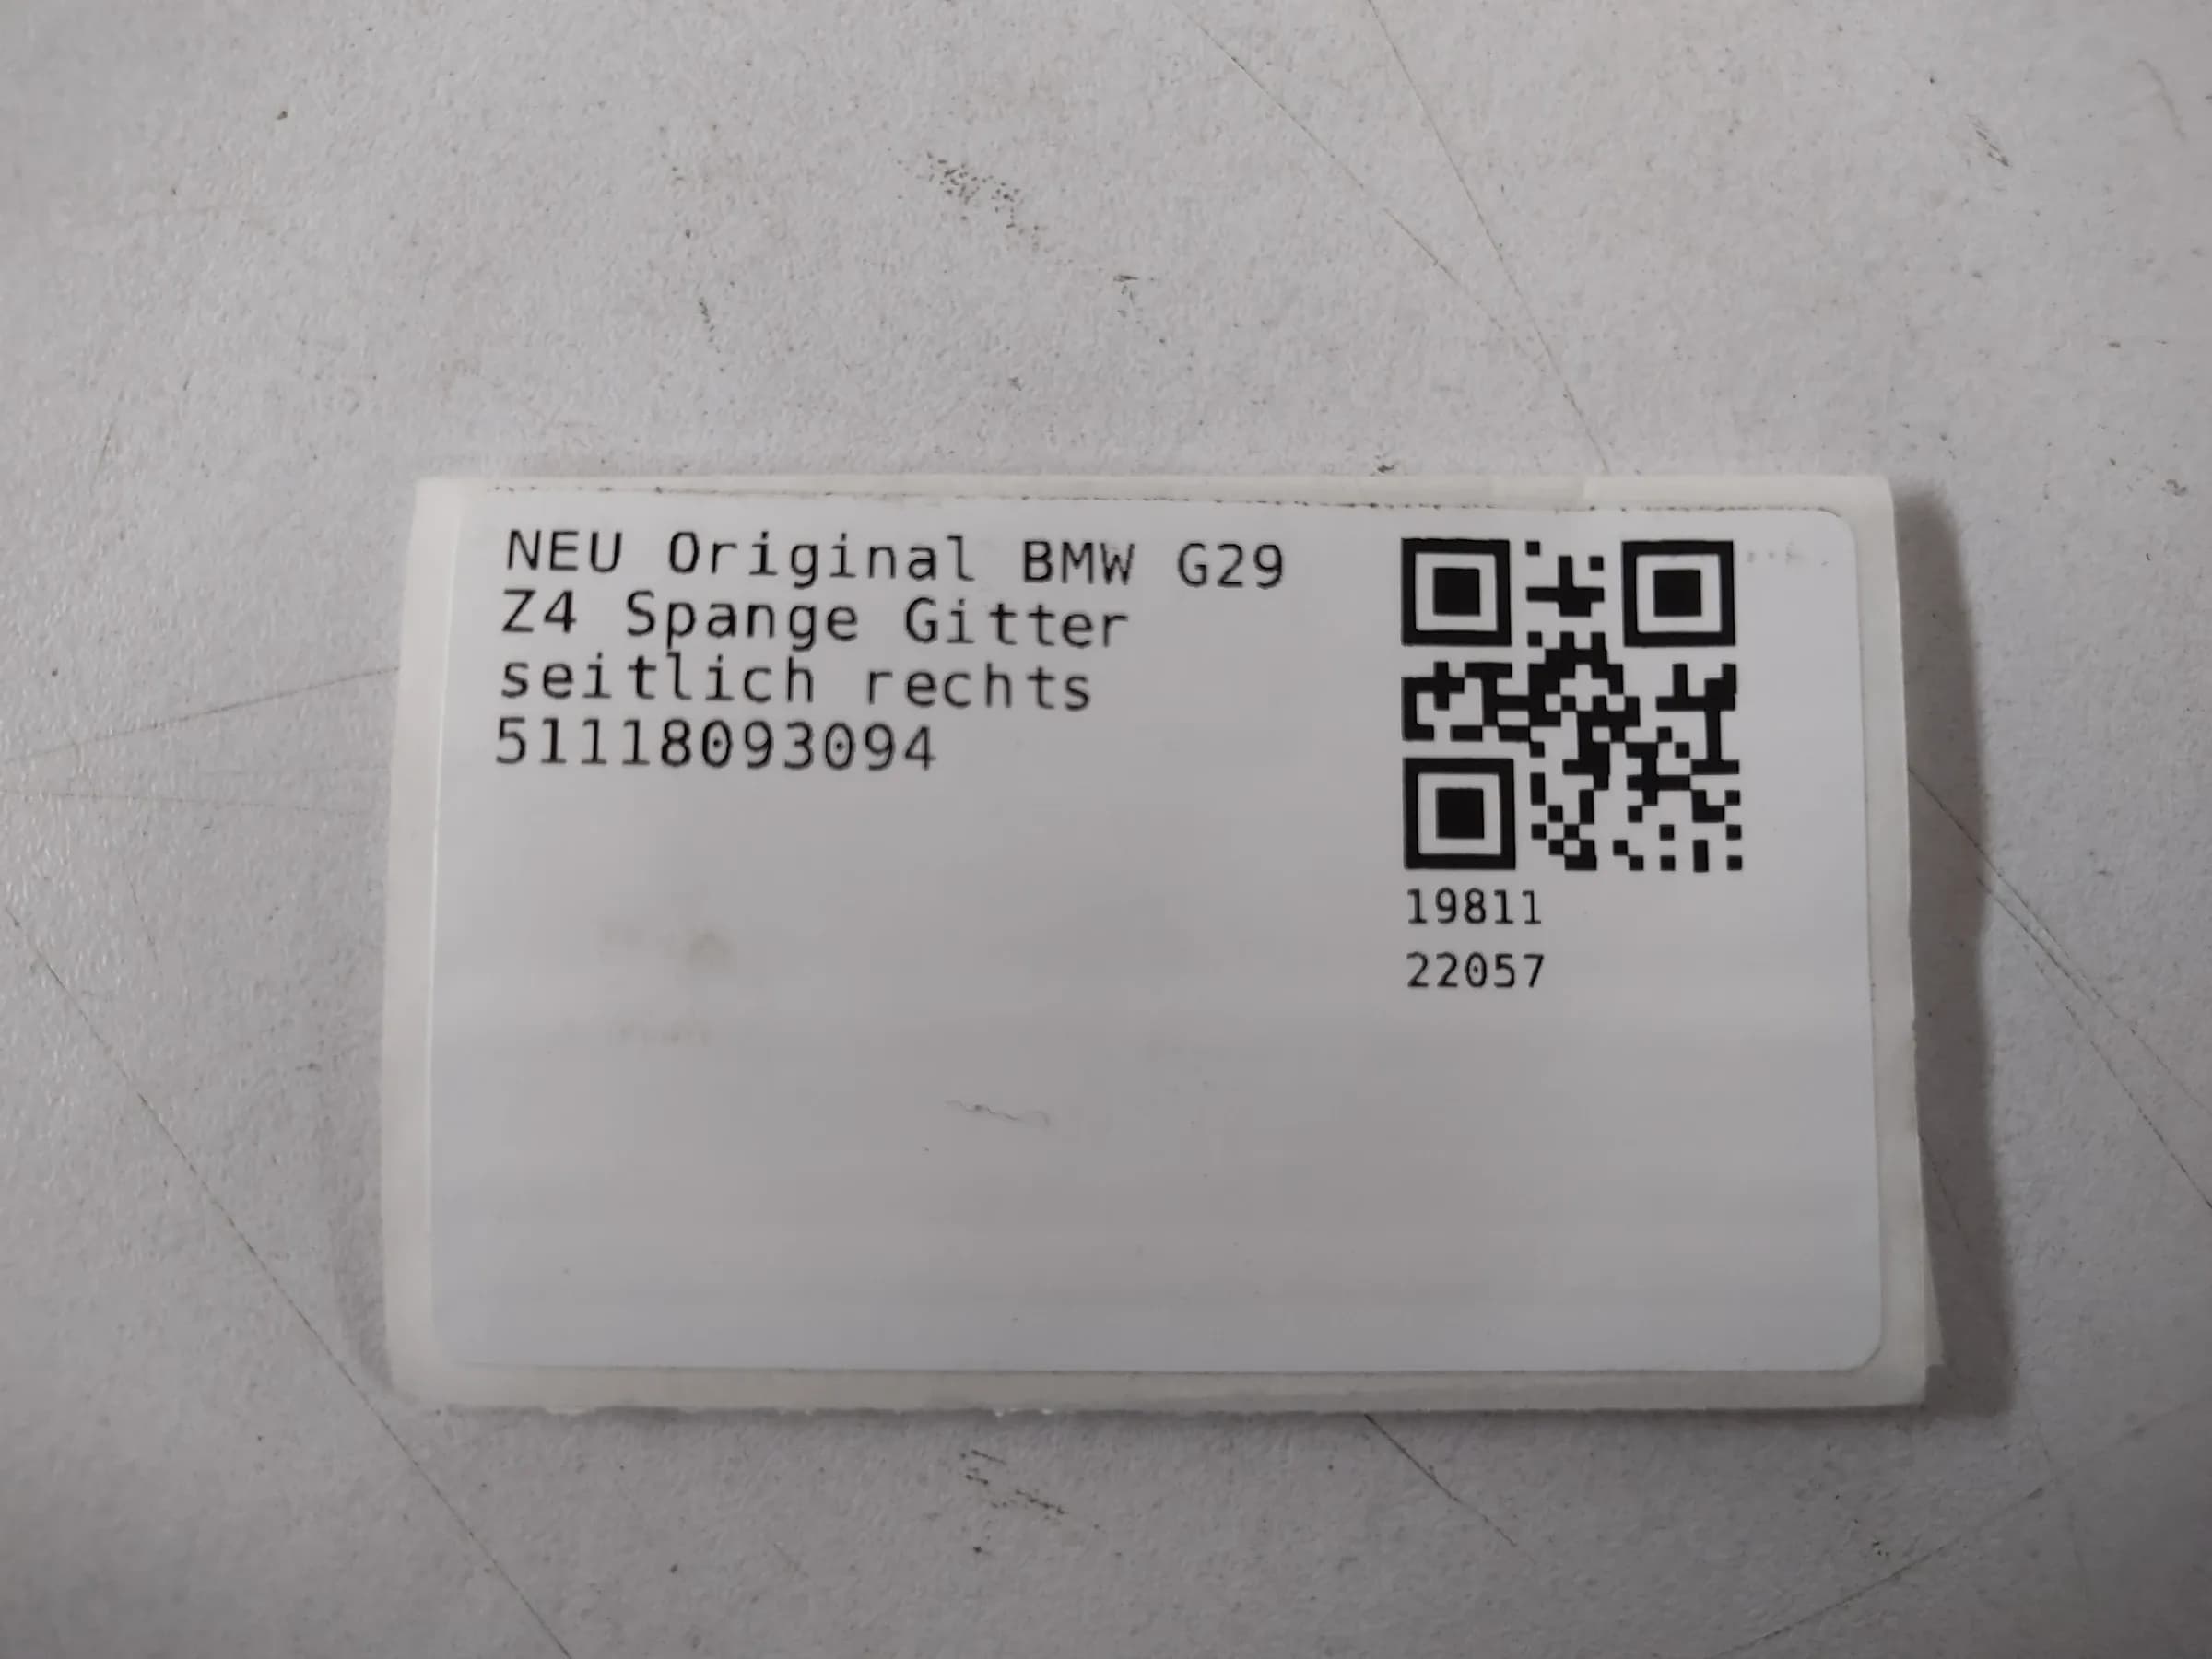 NEU Original BMW G29
Z4 Spange Gitter
seitlich rechts
51118093094
19811
22057